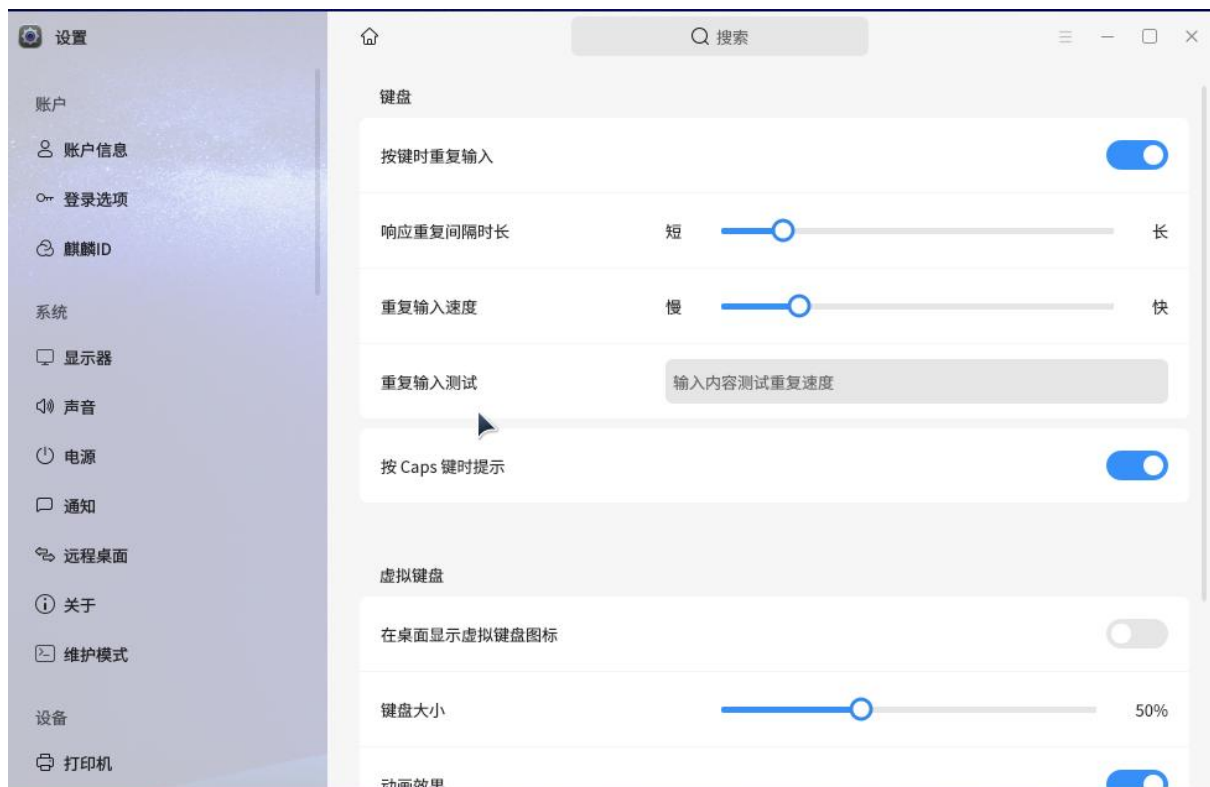 设置
搜索
账户
账户信息
登录选项
麒麟ID
系统
显示器
声音
电源
通知
远程桌面
关于
维护模式
设备
打印机
键盘
按键时重复输入
响应重复间隔时长 短 长
重复输入速度 慢 快
重复输入测试 输入内容测试重复速度
按 Caps 键时提示
虚拟键盘
在桌面显示虚拟键盘图标
键盘大小 50%
动画效果